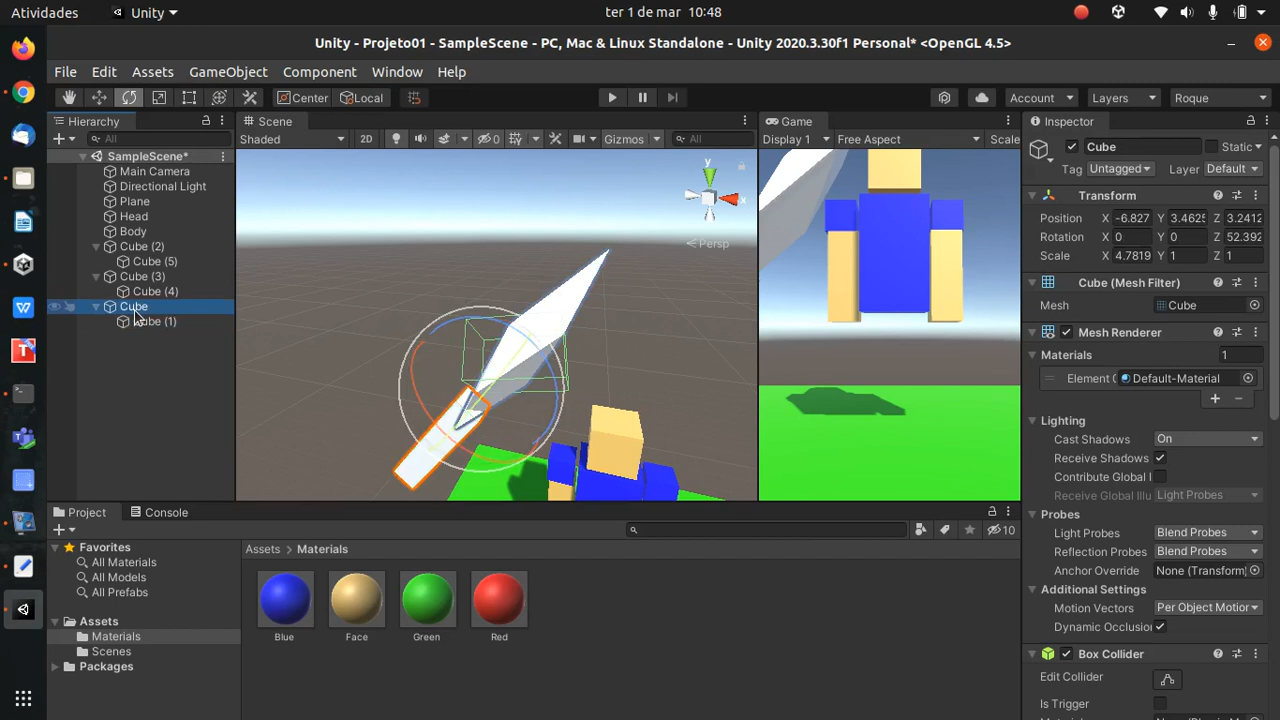 Atividades Unity ter 1 de mar 10:48
Unity - Projeto01 - SampleScene - PC, Mac & Linux Standalone - Unity 2020.3.30f1 Personal* <OpenGL 4.5>
File Edit Assets GameObject Component Window Help
Center Local Account Layers Roque
Hierarchy Scene Game Inspector
All Shaded 2D 0 Gizmos All Display 1 Free Aspect Scale Cube Static
SampleScene*
Main Camera
Tag Untagged Layer Default
Directional Light
Transform
Plane
Head
Position X -6.827 Y 3.4625 Z 3.2412
Body
Rotation X 0 Y 0 Z 52.392
Cube (2)
Scale X 4.7819 Y 1 Z 1
Cube (5)
Cube (3)
Cube (Mesh Filter)
Cube (4)
Mesh Cube
Cube
Cube (1)
y
x
Persp
Mesh Renderer
Materials 1
Element 0 Default-Material
Lighting
Cast Shadows On
Receive Shadows
Contribute Global I
Receive Global Illu Light Probes
Probes
Light Probes Blend Probes
Reflection Probes Blend Probes
Anchor Override None (Transform)
Additional Settings
Motion Vectors Per Object Motion
Dynamic Occlusion
Box Collider
Edit Collider
Is Trigger
Project Console
10
Favorites
All Materials
All Models
All Prefabs
Assets > Materials
Assets
Materials
Scenes
Packages
Blue Face Green Red